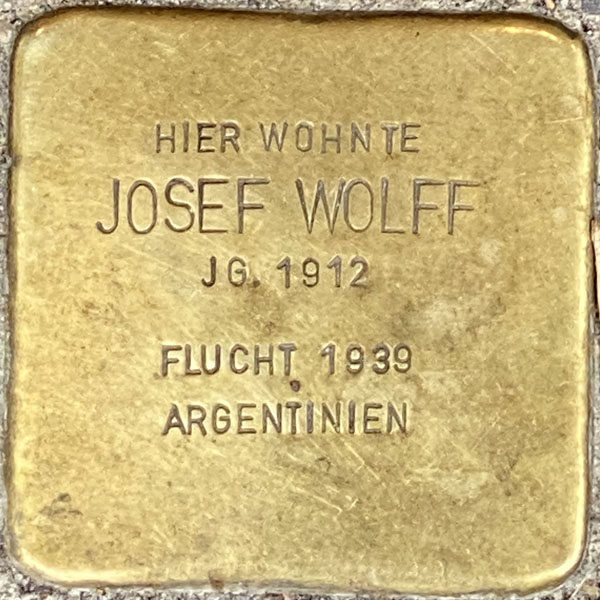 HIER WOHNTE
JOSEF WOLFF
JG. 1912
FLUCHT 1939
ARGENTINIEN